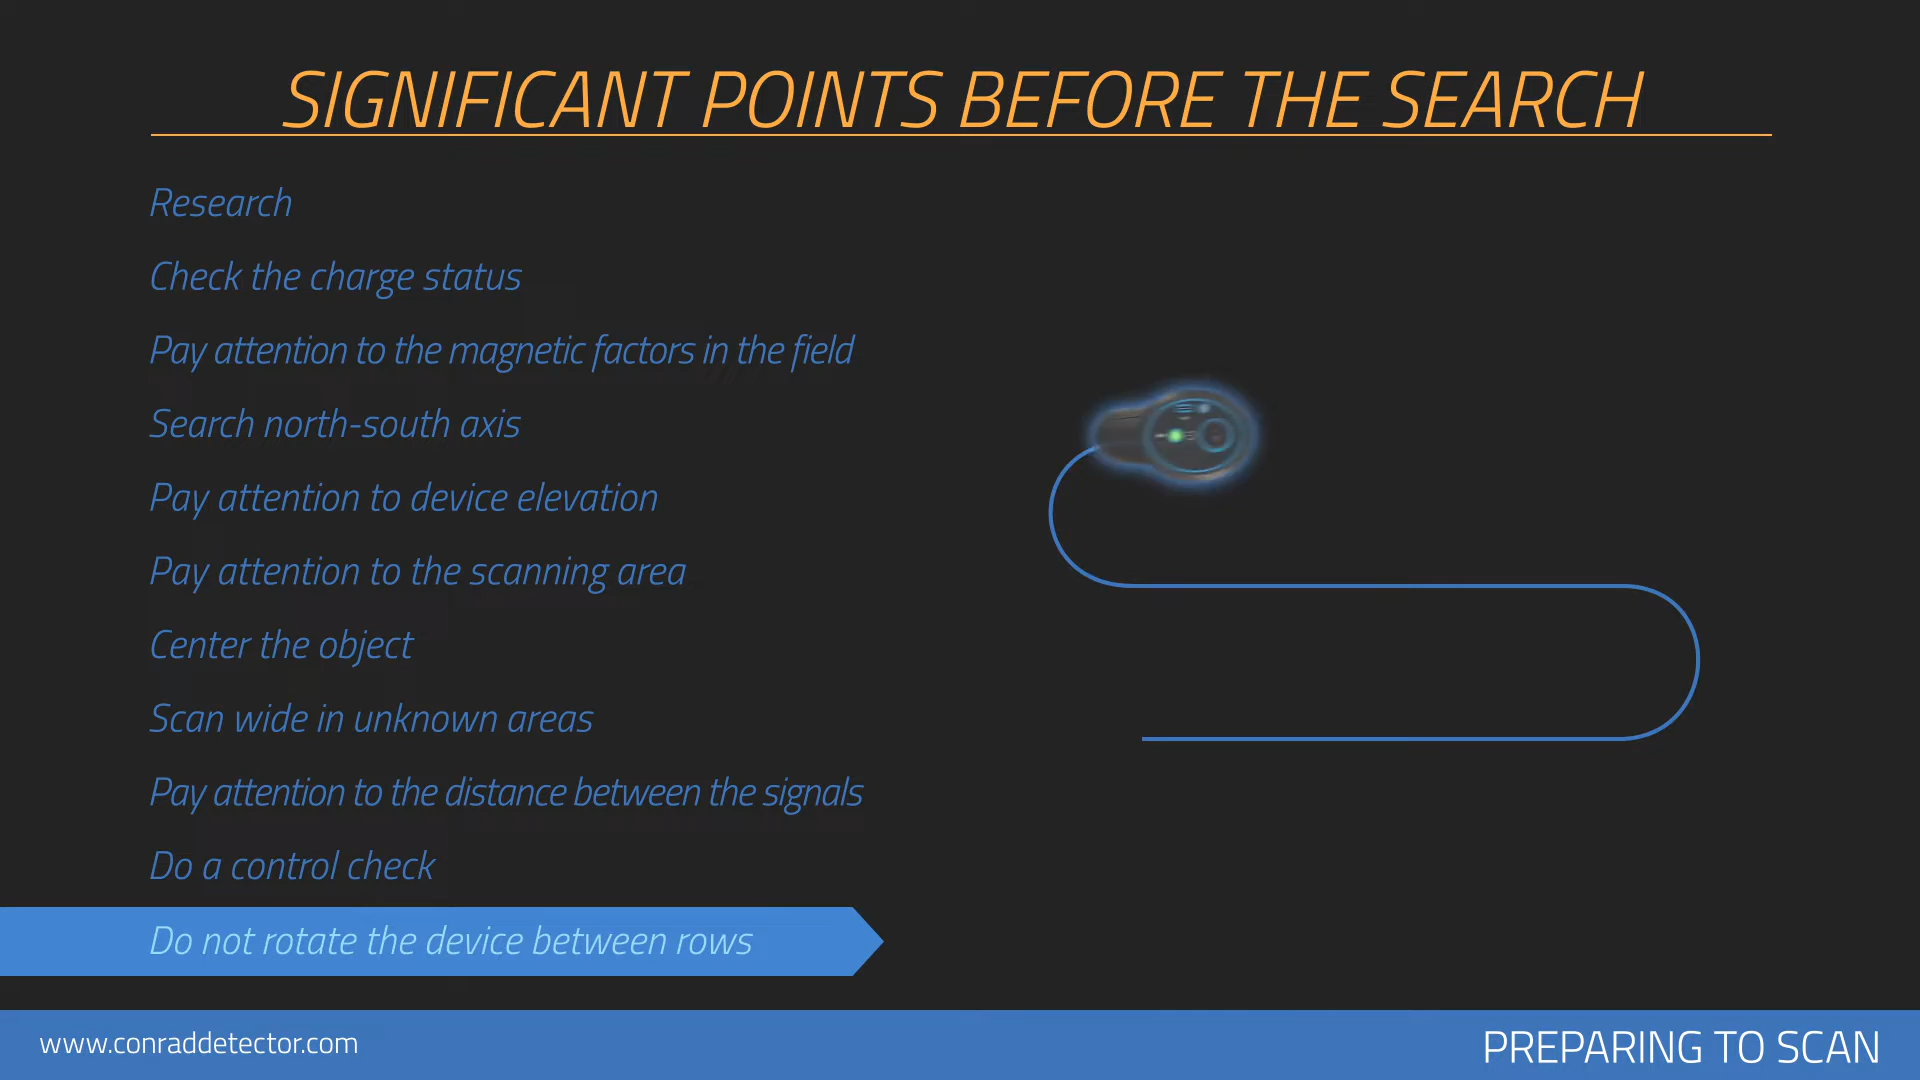 SIGNIFICANT POINTS BEFORE THE SEARCH
Research
Check the charge status
Pay attention to the magnetic factors in the field
Search north-south axis
Pay attention to device elevation
Pay attention to the scanning area
Center the object
Scan wide in unknown areas
Pay attention to the distance between the signals
Do a control check
Do not rotate the device between rows
www.conraddetector.com
PREPARING TO SCAN